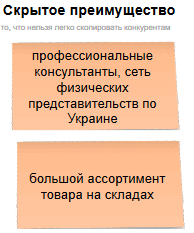 Скрытое преимущество
то, что нельзя легко скопировать конкурентам
профессиональные
консультанты, сеть
физических
представительств по
Украине
большой ассортимент
товара на складах